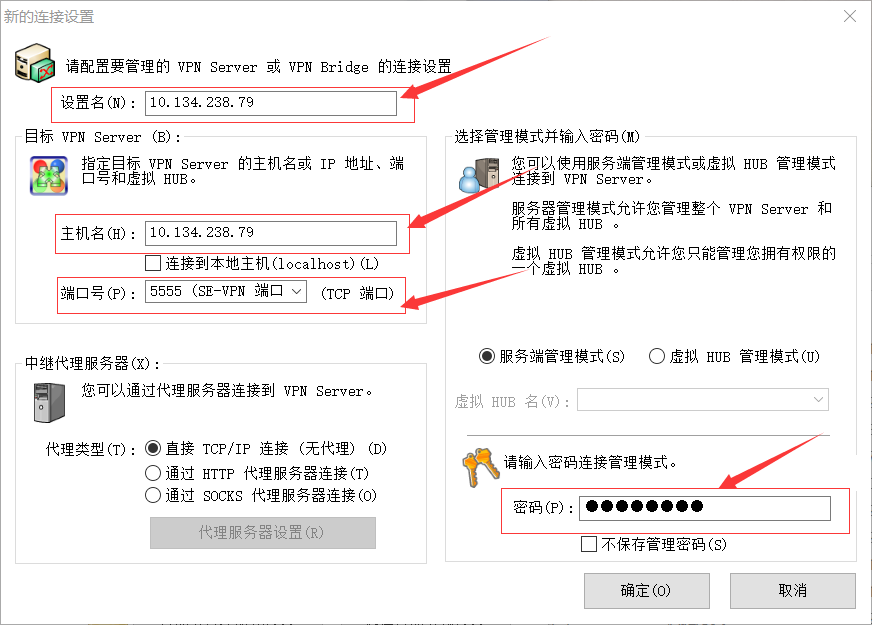 新的连接设置
请配置要管理的 VPN Server 或 VPN Bridge 的连接设置
设置名(N): 10.134.238.79
目标 VPN Server (B):
指定目标 VPN Server 的主机名或 IP 地址、端
口号和虚拟 HUB。
主机名(H): 10.134.238.79
连接到本地主机(localhost)(L)
端口号(P): 5555 (SE-VPN 端口 (TCP 端口)
中继代理服务器(X):
您可以通过代理服务器连接到 VPN Server。
代理类型(T): 直接 TCP/IP 连接 (无代理) (D)
通过 HTTP 代理服务器连接(T)
通过 SOCKS 代理服务器连接(O)
代理服务器设置(R)
选择管理模式并输入密码(M)
您可以使用服务端管理模式或虚拟 HUB 管理模式
连接到 VPN Server。
服务器管理模式允许您管理整个 VPN Server 和
所有虚拟 HUB 。
虚拟 HUB 管理模式允许您只能管理您拥有权限的
一个虚拟 HUB 。
服务端管理模式(S) 虚拟 HUB 管理模式(U)
虚拟 HUB 名(V):
请输入密码连接管理模式。
密码(P): ●●●●●●●●
不保存管理密码(S)
确定(O) 取消